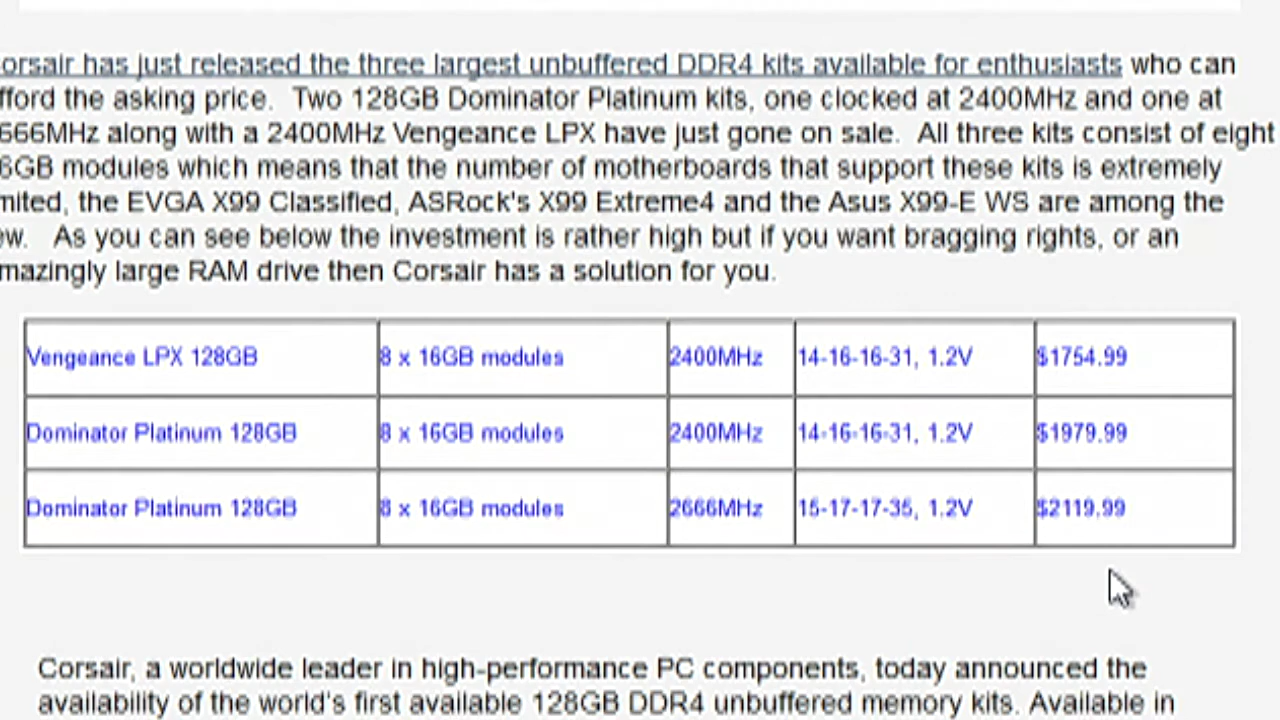 orsair has just released the three largest unbuffered DDR4 kits available for enthusiasts who can
fford the asking price. Two 128GB Dominator Platinum kits, one clocked at 2400MHz and one at
666MHz along with a 2400MHz Vengeance LPX have just gone on sale. All three kits consist of eight
6GB modules which means that the number of motherboards that support these kits is extremely
mited, the EVGA X99 Classified, ASRock's X99 Extreme4 and the Asus X99-E WS are among the
ew. As you can see below the investment is rather high but if you want bragging rights, or an
mazingly large RAM drive then Corsair has a solution for you.
Vengeance LPX 128GB 8 x 16GB modules 2400MHz 14-16-16-31, 1.2V $1754.99
Dominator Platinum 128GB 8 x 16GB modules 2400MHz 14-16-16-31, 1.2V $1979.99
Dominator Platinum 128GB 8 x 16GB modules 2666MHz 15-17-17-35, 1.2V $2119.99
Corsair, a worldwide leader in high-performance PC components, today announced the
availability of the world's first available 128GB DDR4 unbuffered memory kits. Available in